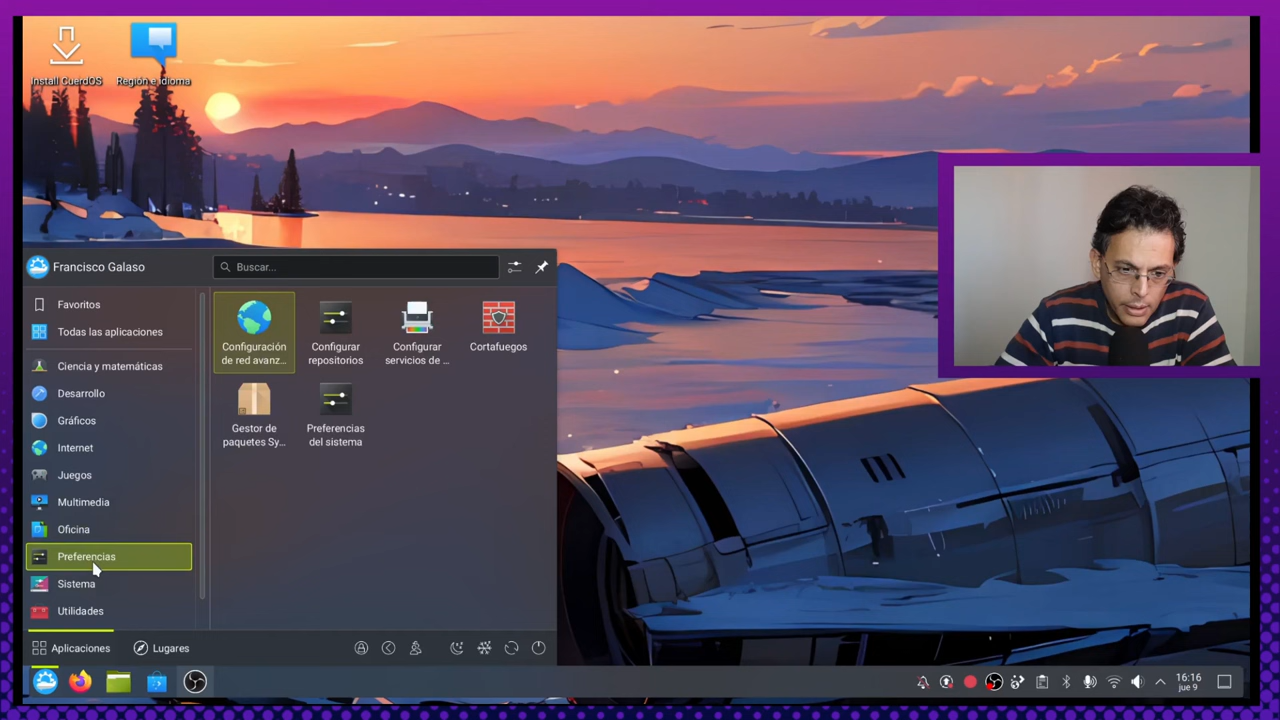 Install CuerdOS
Región e idioma
Francisco Galaso
Buscar...
Favoritos
Todas las aplicaciones
Ciencia y matemáticas
Desarrollo
Gráficos
Internet
Juegos
Multimedia
Oficina
Preferencias
Sistema
Utilidades
Configuración
de red avanz...
Configurar
repositorios
Configurar
servicios de ...
Cortafuegos
Gestor de
paquetes Sy...
Preferencias
del sistema
Aplicaciones
Lugares
16:16
jue 9